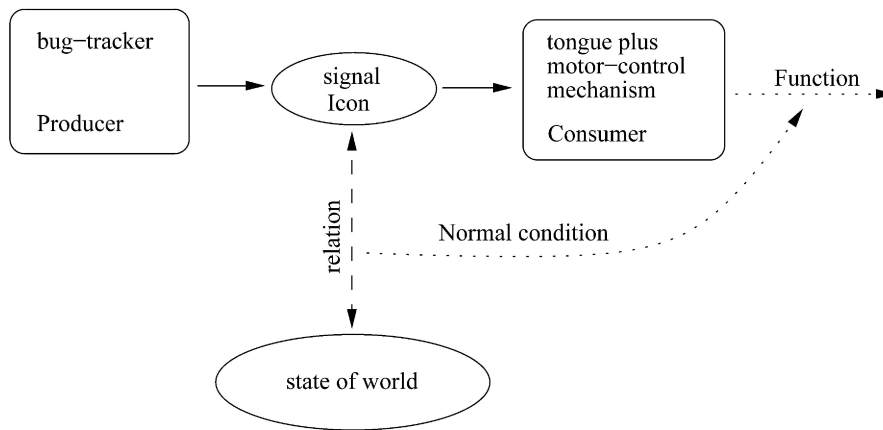 bug−tracker
Producer
signal
Icon
tongue plus
motor−control
mechanism
Consumer
Function
relation
Normal condition
state of world